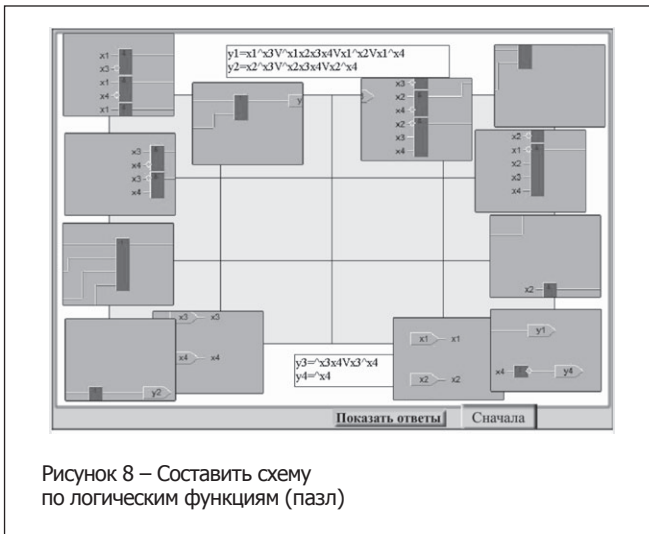 y1=x1^x3V^x1x2x3x4Vx1^x2Vx1^x4
y2=x2^x3V^x2x3x4Vx2^x4
x1
x3
x1
x4
x1
y
x3
x2
x4
x2
x3
x4
x2
x1
x2
x3
x4
x3
x4
x3
x4
x2
x3 x3
x4 x4
y2
y3=^x3x4Vx3^x4
y4=^x4
x1 x1
x2 x2
y1
x4 y4
Показать ответы
Сначала
Рисунок 8 – Составить схему
по логическим функциям (пазл)